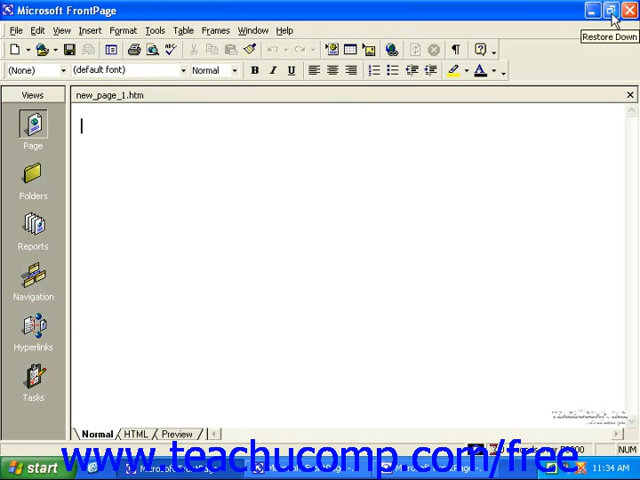 Microsoft FrontPage
Restore Down
File Edit View Insert Format Tools Table Frames Window Help
(None) (default font) Normal B I U A
Views
new_page_1.htm
Page
Folders
Reports
Navigation
Hyperlinks
Tasks
Normal HTML Preview
TEACHUCOMP, INC.
NUM
www.teachucomp.com/free
start
11:34 AM